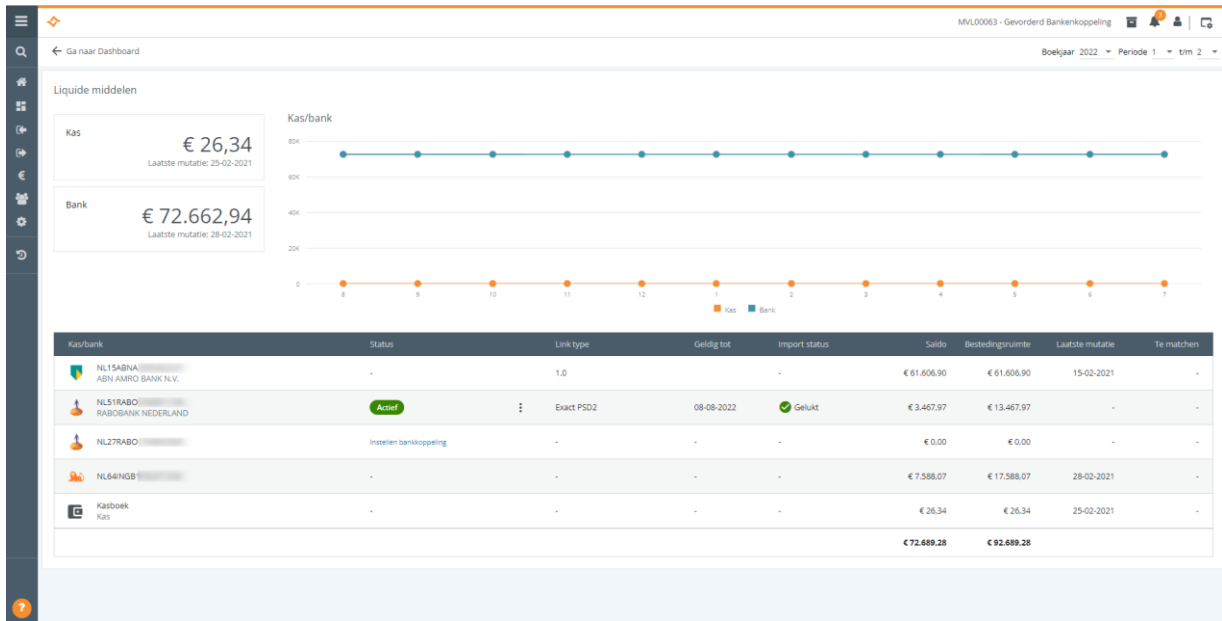 MVL00063 - Gevorderd Bankenkoppeling
Ga naar Dashboard
Boekjaar 2022 Periode 1 t/m 2
Liquide middelen
Kas
€ 26,34
Laatste mutatie: 25-02-2021
Bank
€ 72.662,94
Laatste mutatie: 28-02-2021
Kas/bank
80K
60K
40K
20K
0
8 9 10 11 12 1 2 3 4 5 6 7
Kas Bank
Kas/bank Status Link type Geldig tot Import status Saldo Bestedingsruimte Laatste mutatie Te matchen
NL15ABNA - 1.0 - € 61.606,90 € 61.606,90 15-02-2021 -
ABN AMRO BANK N.V.
NL51RABO Actief Exact PSD2 08-08-2022 Gelukt € 3.467,97 € 13.467,97 - -
RABOBANK NEDERLAND
NL27RABO Instellen bankkoppeling - - - € 0,00 € 0,00 - -
NL64INGB - - - - € 7.588,07 € 17.588,07 28-02-2021 -
Kasboek - - - - € 26,34 € 26,34 25-02-2021 -
Kas
€ 72.689,28 € 92.689,28
?